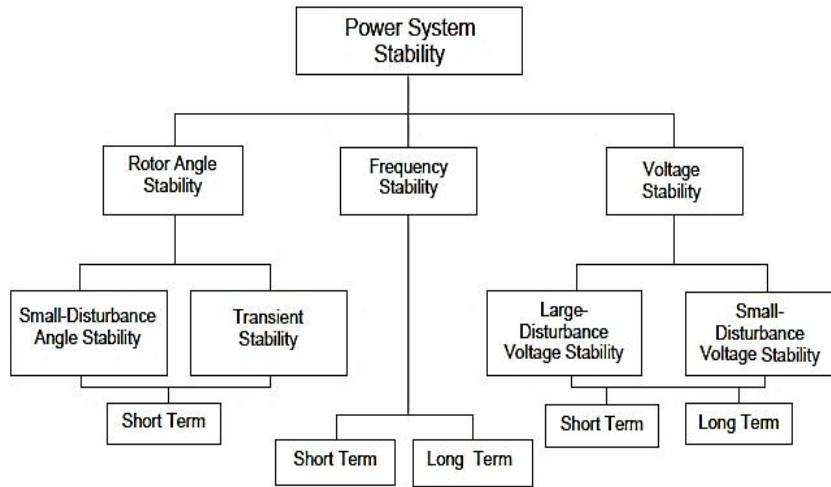 Power System
Stability
Rotor Angle
Stability
Frequency
Stability
Voltage
Stability
Small-Disturbance
Angle Stability
Transient
Stability
Large-
Disturbance
Voltage Stability
Small-
Disturbance
Voltage Stability
Short Term
Short Term
Long Term
Short Term
Long Term